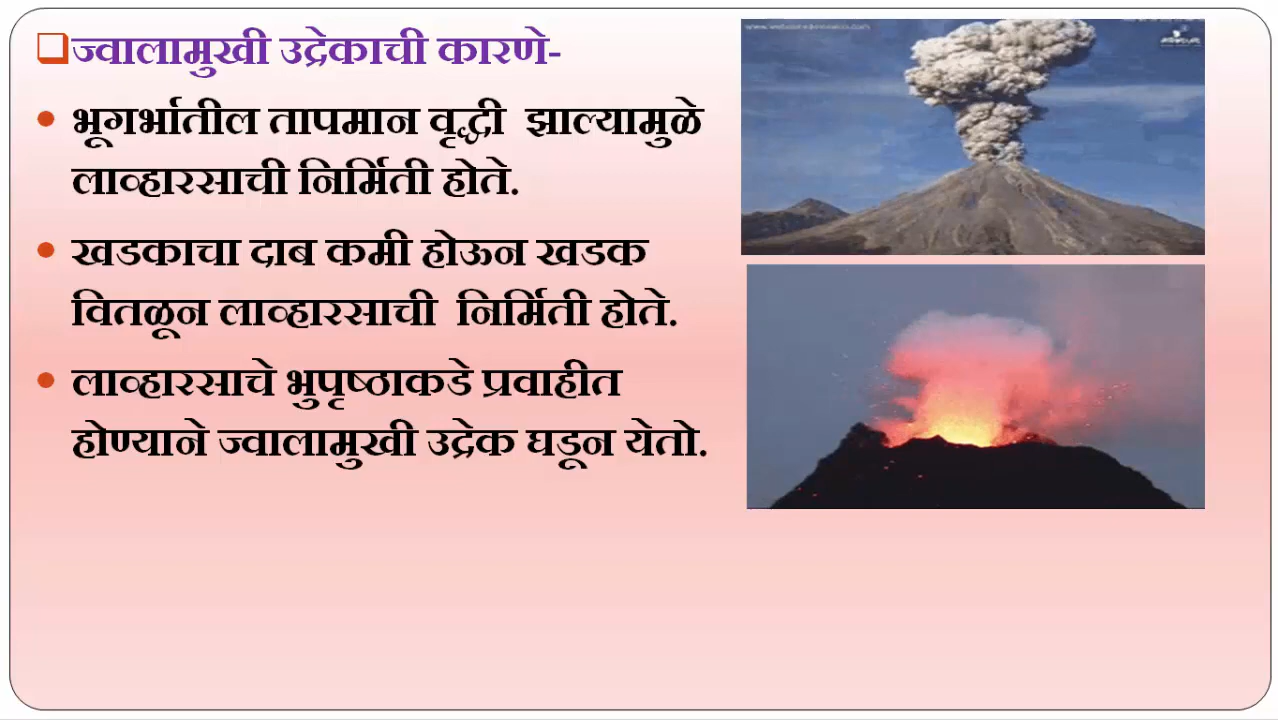 ज्वालामुखी उद्रेकाची कारणे-
भूगर्भातील तापमान वृद्धी झाल्यामुळे
लाव्हारसाची निर्मिती होते.
खडकाचा दाब कमी होऊन खडक
वितळून लाव्हारसाची निर्मिती होते.
लाव्हारसाचे भुपृष्ठाकडे प्रवाहीत
होण्याने ज्वालामुखी उद्रेक घडून येतो.